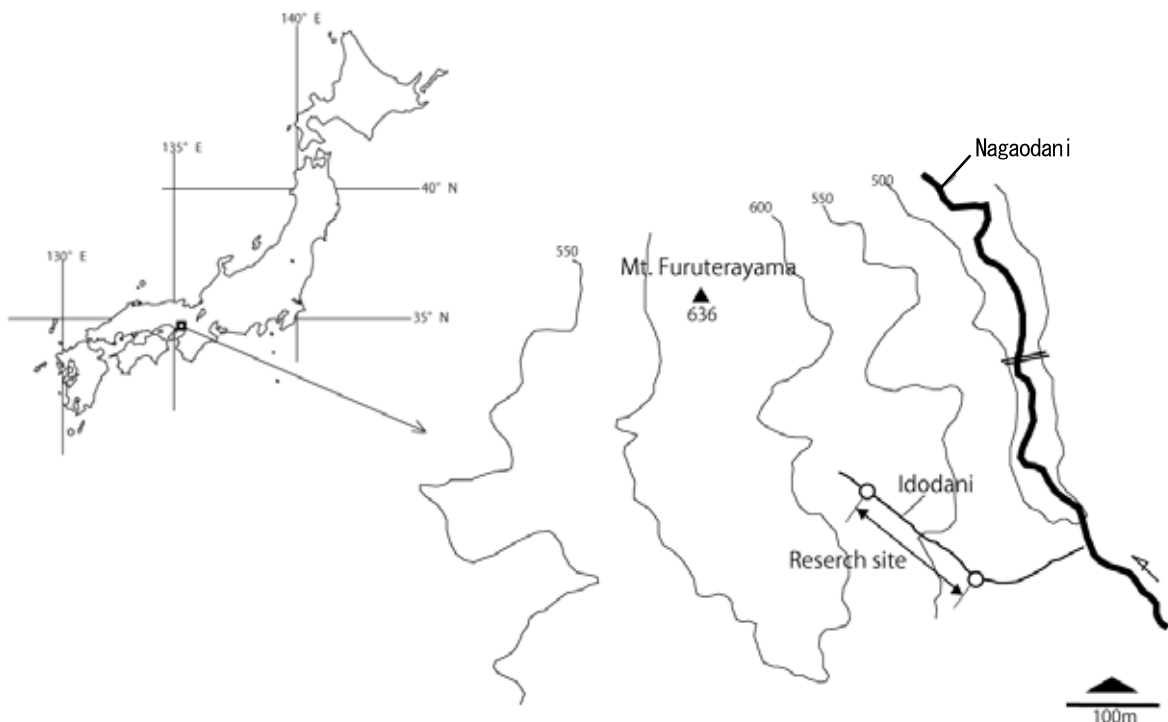 140° E
135° E
40° N
130° E
35° N
Nagaodani
500
550
600
550
Mt. Furuterayama
636
Idodani
Reserch site
100m